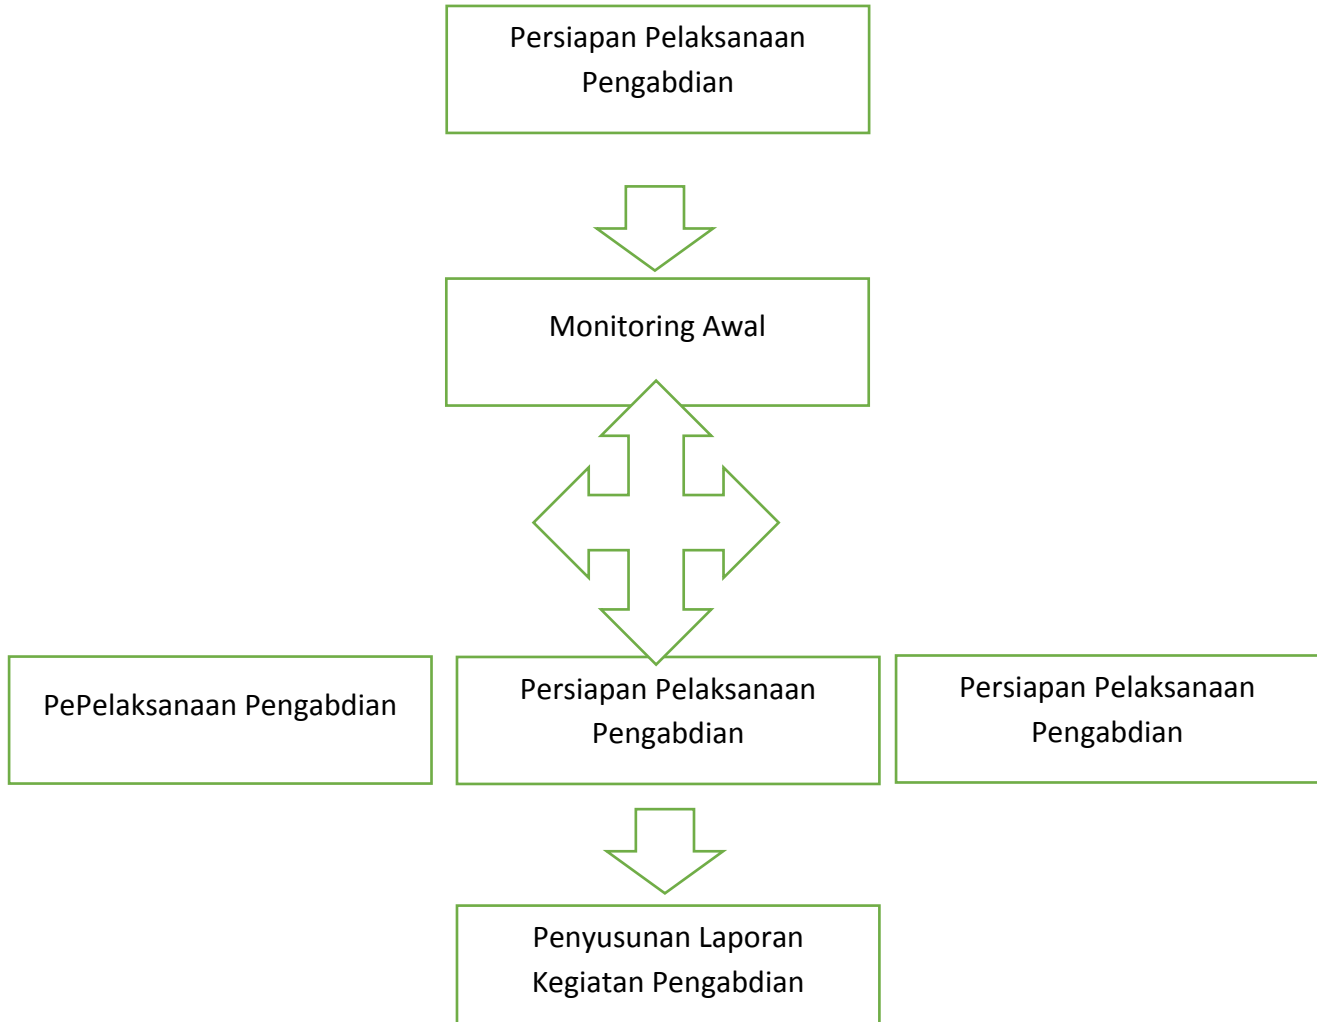 Persiapan Pelaksanaan
Pengabdian
Monitoring Awal
PePelaksanaan Pengabdian
Persiapan Pelaksanaan
Pengabdian
Persiapan Pelaksanaan
Pengabdian
Penyusunan Laporan
Kegiatan Pengabdian